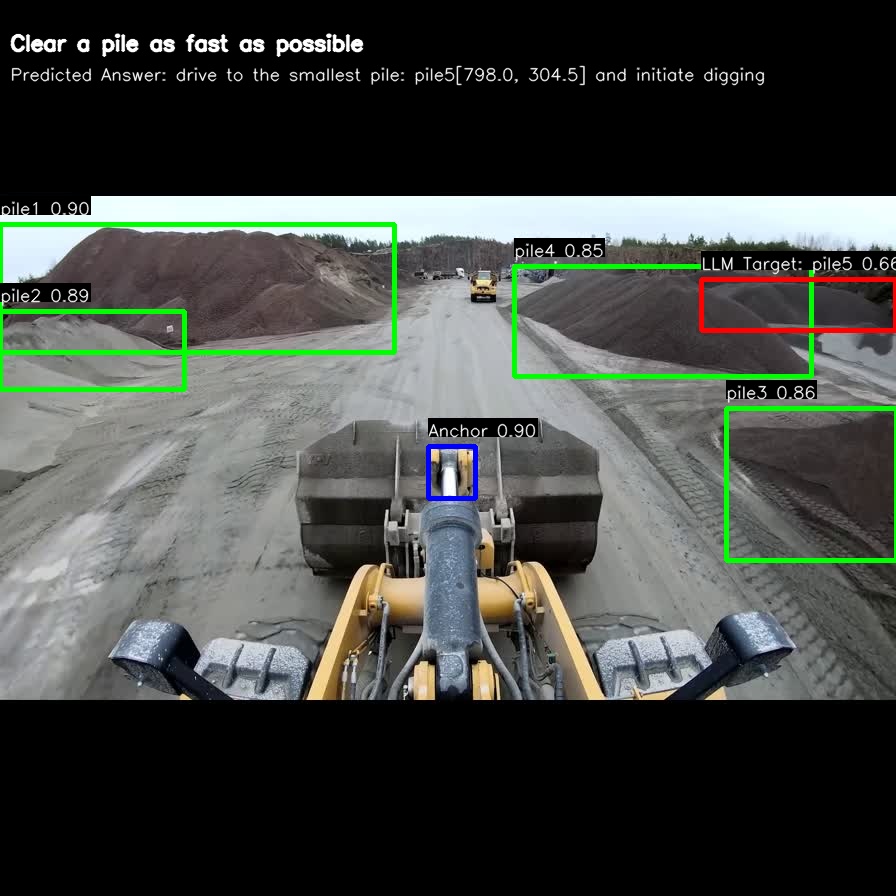 Clear a pile as fast as possible
Predicted Answer: drive to the smallest pile: pile5[798.0, 304.5] and initiate digging
pile1 0.90
pile4 0.85
LLM Target: pile5 0.66
pile2 0.89
pile3 0.86
Anchor 0.90